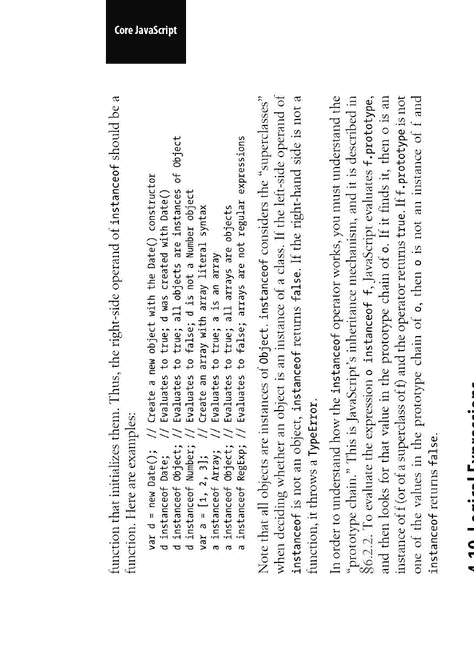 Core JavaScript
function that initializes them. Thus, the right-side operand of instanceof should be a
function. Here are examples:
var d = new Date(); // Create a new object with the Date() constructor
d instanceof Date; // Evaluates to true; d was created with Date()
d instanceof Object; // Evaluates to true; all objects are instances of Object
d instanceof Number; // Evaluates to false; d is not a Number object
var a = [1, 2, 3]; // Create an array with array literal syntax
a instanceof Array; // Evaluates to true; a is an array
a instanceof Object; // Evaluates to true; all arrays are objects
a instanceof RegExp; // Evaluates to false; arrays are not regular expressions
Note that all objects are instances of Object. instanceof considers the “superclasses”
when deciding whether an object is an instance of a class. If the left-side operand of
instanceof is not an object, instanceof returns false. If the right-hand side is not a
function, it throws a TypeError.
In order to understand how the instanceof operator works, you must understand the
“prototype chain.” This is JavaScript’s inheritance mechanism, and it is described in
§6.2.2. To evaluate the expression o instanceof f, JavaScript evaluates f.prototype,
and then looks for that value in the prototype chain of o. If it finds it, then o is an
instance of f (or of a superclass of f) and the operator returns true. If f.prototype is not
one of the values in the prototype chain of o, then o is not an instance of f and
instanceof returns false.
4.10 Logical Expressions